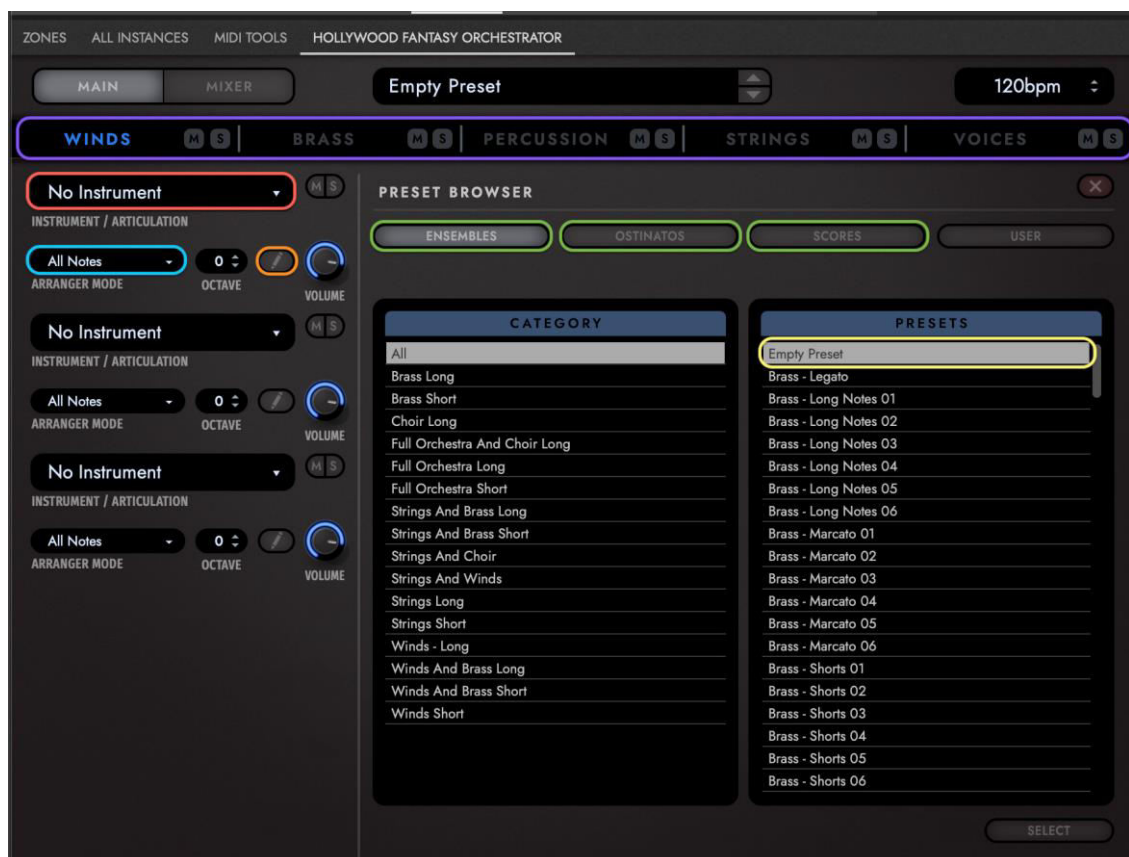 ZONES ALL INSTANCES MIDI TOOLS HOLLYWOOD FANTASY ORCHESTRATOR
MAIN MIXER Empty Preset 120bpm
WINDS M S BRASS M S PERCUSSION M S STRINGS M S VOICES M S
No Instrument M S
INSTRUMENT / ARTICULATION
All Notes 0
ARRANGER MODE OCTAVE VOLUME
No Instrument M S
INSTRUMENT / ARTICULATION
All Notes 0
ARRANGER MODE OCTAVE VOLUME
No Instrument M S
INSTRUMENT / ARTICULATION
All Notes 0
ARRANGER MODE OCTAVE VOLUME
PRESET BROWSER X
ENSEMBLES OSTINATOS SCORES USER
CATEGORY
All
Brass Long
Brass Short
Choir Long
Full Orchestra And Choir Long
Full Orchestra Long
Full Orchestra Short
Strings And Brass Long
Strings And Brass Short
Strings And Choir
Strings And Winds
Strings Long
Strings Short
Winds - Long
Winds And Brass Long
Winds And Brass Short
Winds Short
PRESETS
Empty Preset
Brass - Legato
Brass - Long Notes 01
Brass - Long Notes 02
Brass - Long Notes 03
Brass - Long Notes 04
Brass - Long Notes 05
Brass - Long Notes 06
Brass - Marcato 01
Brass - Marcato 02
Brass - Marcato 03
Brass - Marcato 04
Brass - Marcato 05
Brass - Marcato 06
Brass - Shorts 01
Brass - Shorts 02
Brass - Shorts 03
Brass - Shorts 04
Brass - Shorts 05
Brass - Shorts 06
SELECT